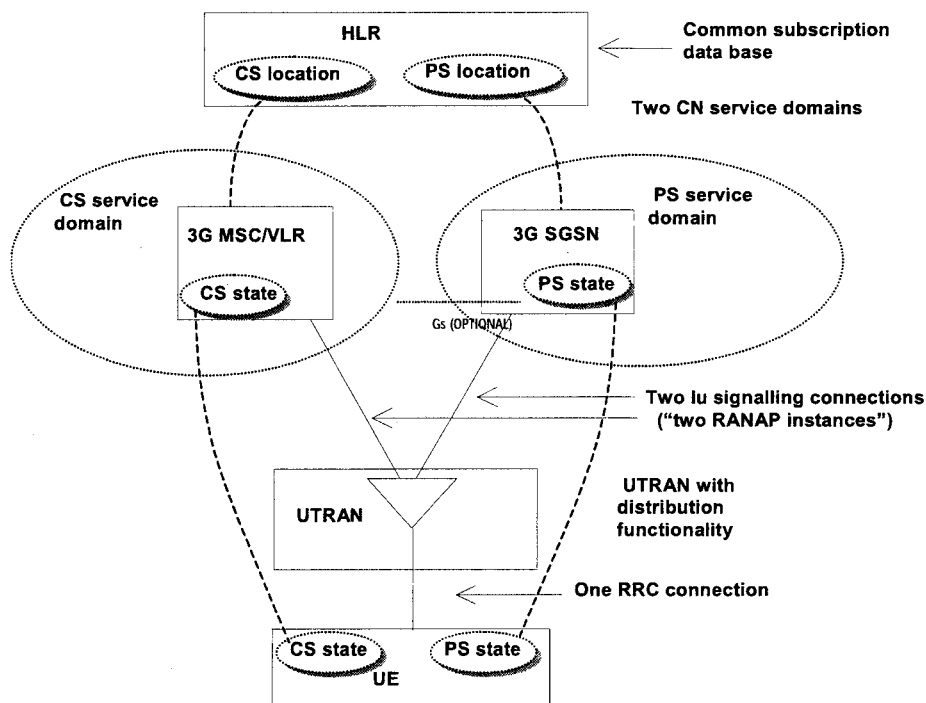 HLR
Common subscription
data base
CS location
PS location
Two CN service domains
CS service
domain
PS service
domain
3G MSC/VLR
3G SGSN
CS state
PS state
Gs (OPTIONAL)
Two Iu signalling connections
(“two RANAP instances”)
UTRAN
UTRAN with
distribution
functionality
One RRC connection
CS state
PS state
UE